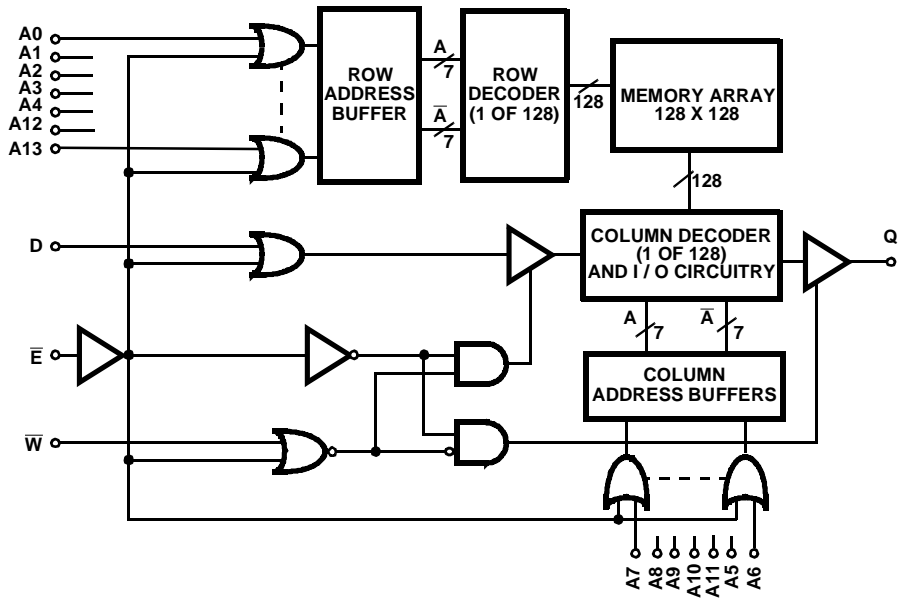 A0
A1
A2
A3
A4
A12
A13
ROW
ADDRESS
BUFFER
A
7
A̅
7
ROW
DECODER
(1 OF 128)
128
MEMORY ARRAY
128 X 128
128
D
COLUMN DECODER
(1 OF 128)
AND I / O CIRCUITRY
Q
A
7
A̅
7
E̅
COLUMN
ADDRESS BUFFERS
W̅
A7
A8
A9
A10
A11
A5
A6